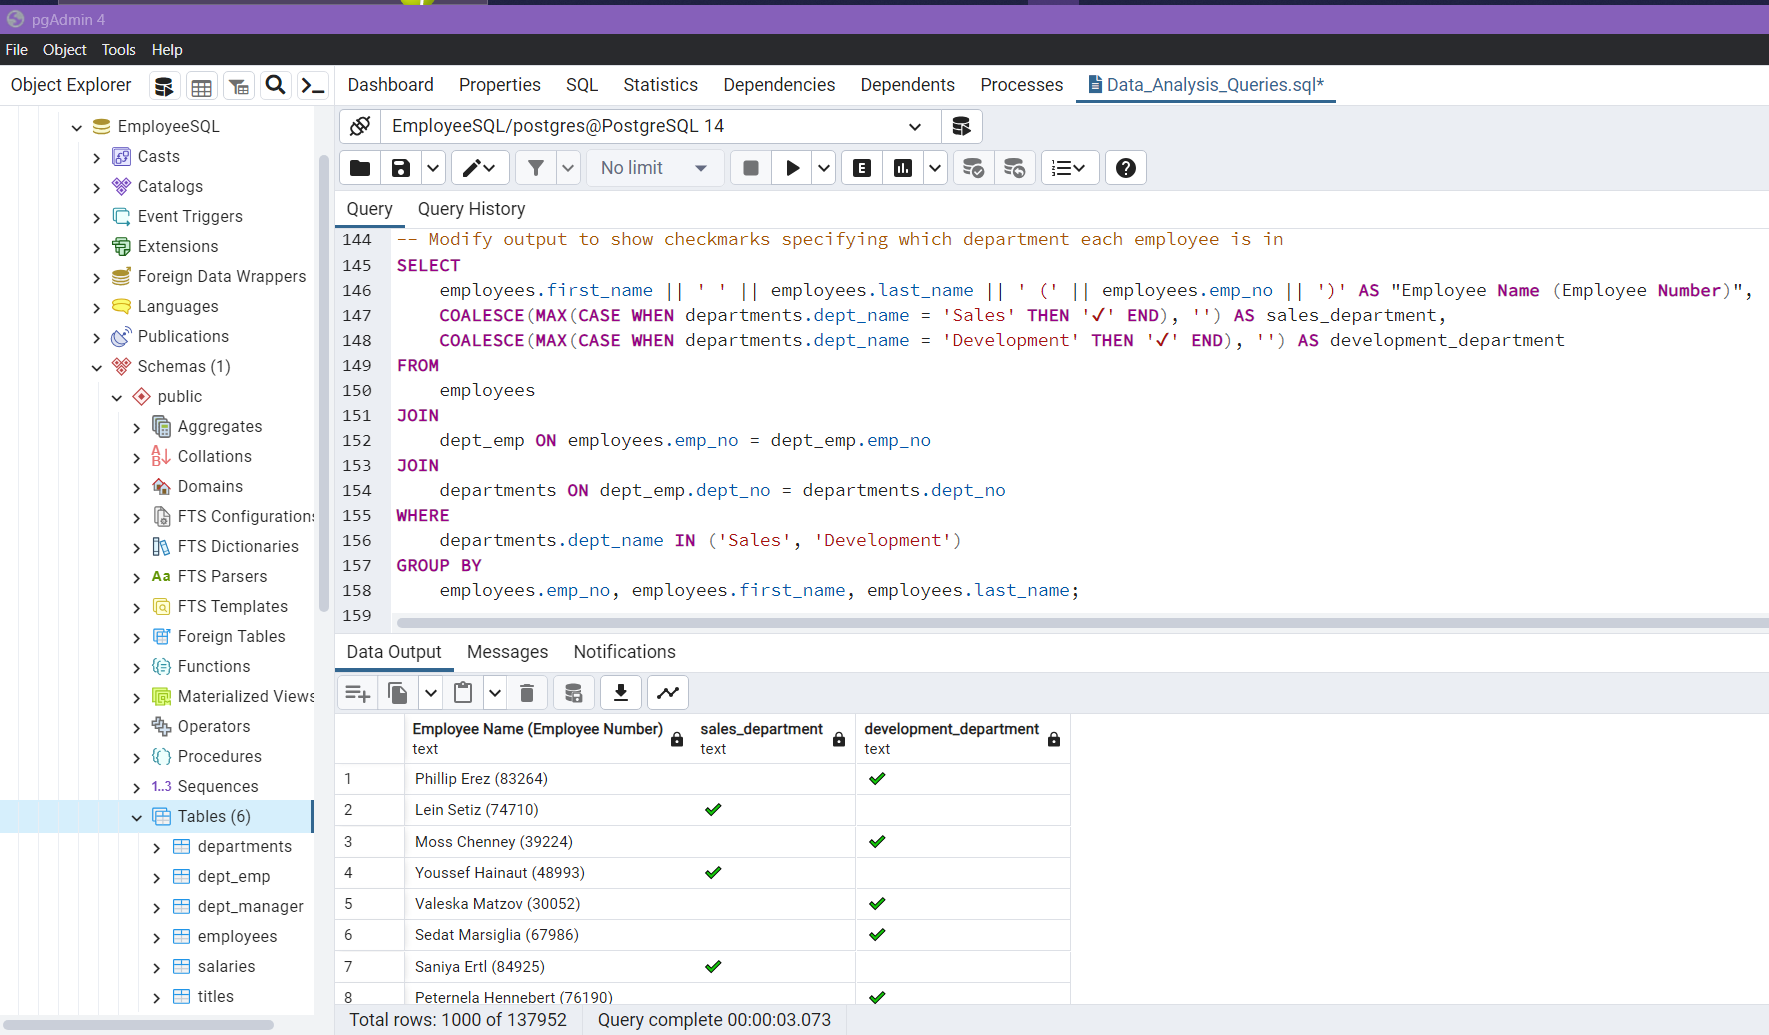 pgAdmin 4
File Object Tools Help
Object Explorer
Dashboard Properties SQL Statistics Dependencies Dependents Processes Data_Analysis_Queries.sql*
EmployeeSQL
Casts
Catalogs
Event Triggers
Extensions
Foreign Data Wrappers
Languages
Publications
Schemas (1)
public
Aggregates
Collations
Domains
FTS Configurations
FTS Dictionaries
Aa FTS Parsers
FTS Templates
Foreign Tables
Functions
Materialized Views
Operators
Procedures
1..3 Sequences
Tables (6)
departments
dept_emp
dept_manager
employees
salaries
titles
EmployeeSQL/postgres@PostgreSQL 14
No limit
E
Query Query History
144 -- Modify output to show checkmarks specifying which department each employee is in
145 SELECT
146 employees.first_name || ' ' || employees.last_name || ' (' || employees.emp_no || ')' AS "Employee Name (Employee Number)",
147 COALESCE(MAX(CASE WHEN departments.dept_name = 'Sales' THEN '✔' END), '') AS sales_department,
148 COALESCE(MAX(CASE WHEN departments.dept_name = 'Development' THEN '✔' END), '') AS development_department
149 FROM
150 employees
151 JOIN
152 dept_emp ON employees.emp_no = dept_emp.emp_no
153 JOIN
154 departments ON dept_emp.dept_no = departments.dept_no
155 WHERE
156 departments.dept_name IN ('Sales', 'Development')
157 GROUP BY
158 employees.emp_no, employees.first_name, employees.last_name;
159
Data Output Messages Notifications
Employee Name (Employee Number) sales_department development_department
text text text
1 Phillip Erez (83264) ✔
2 Lein Setiz (74710) ✔
3 Moss Chenney (39224) ✔
4 Youssef Hainaut (48993) ✔
5 Valeska Matzov (30052) ✔
6 Sedat Marsiglia (67986) ✔
7 Saniya Ertl (84925) ✔
8 Peternela Hennebert (76190) ✔
Total rows: 1000 of 137952 Query complete 00:00:03.073